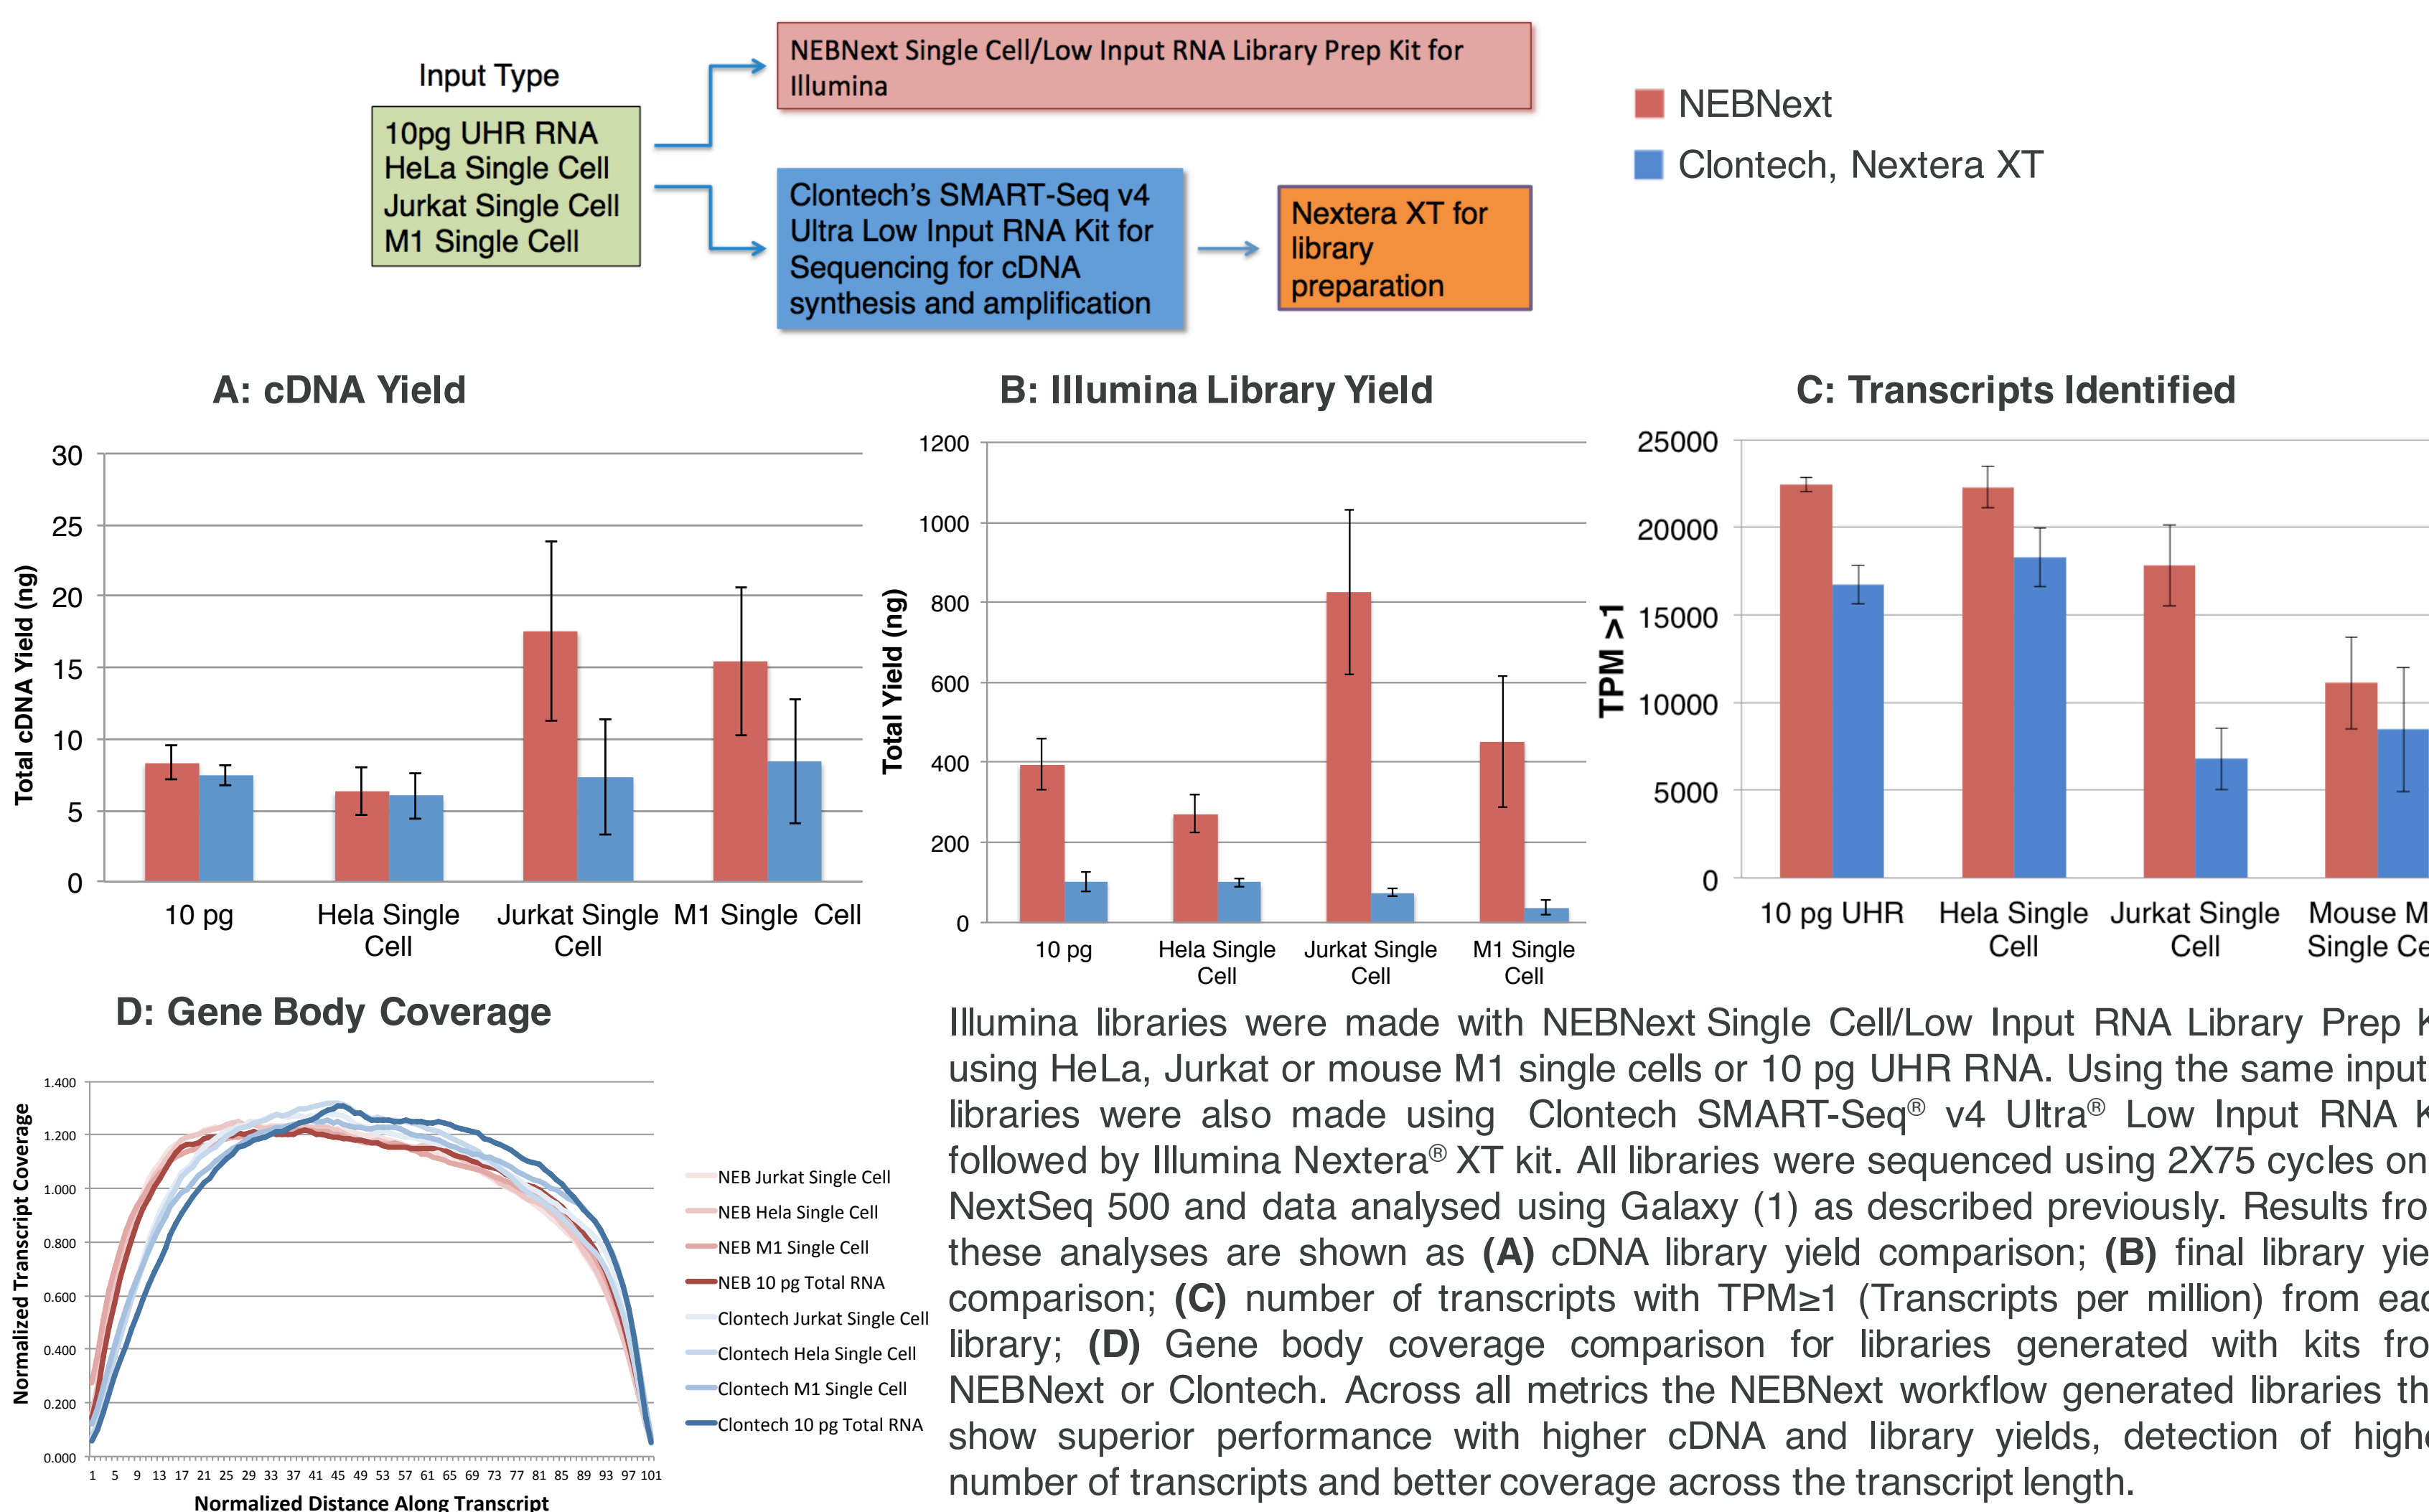 Input Type
10pg UHR RNA
HeLa Single Cell
Jurkat Single Cell
M1 Single Cell
NEBNext Single Cell/Low Input RNA Library Prep Kit for
Illumina
Clontech's SMART-Seq v4
Ultra Low Input RNA Kit for
Sequencing for cDNA
synthesis and amplification
Nextera XT for
library
preparation
NEBNext
Clontech, Nextera XT
A: cDNA Yield
Total cDNA Yield (ng)
30
25
20
15
10
5
0
10 pg
Hela Single
Cell
Jurkat Single
Cell
M1 Single Cell
B: Illumina Library Yield
Total Yield (ng)
1200
1000
800
600
400
200
0
10 pg
Hela Single
Cell
Jurkat Single
Cell
M1 Single
Cell
C: Transcripts Identified
TPM >1
25000
20000
15000
10000
5000
0
10 pg UHR
Hela Single
Cell
Jurkat Single
Cell
Mouse M
Single Ce
D: Gene Body Coverage
Normalized Transcript Coverage
1.400
1.200
1.000
0.800
0.600
0.400
0.200
0.000
1 5 9 13 17 21 25 29 33 37 41 45 49 53 57 61 65 69 73 77 81 85 89 93 97 101
Normalized Distance Along Transcript
NEB Jurkat Single Cell
NEB Hela Single Cell
NEB M1 Single Cell
NEB 10 pg Total RNA
Clontech Jurkat Single Cell
Clontech Hela Single Cell
Clontech M1 Single Cell
Clontech 10 pg Total RNA
Illumina libraries were made with NEBNext Single Cell/Low Input RNA Library Prep
using HeLa, Jurkat or mouse M1 single cells or 10 pg UHR RNA. Using the same input
libraries were also made using Clontech SMART-Seq® v4 Ultra® Low Input RNA
followed by Illumina Nextera® XT kit. All libraries were sequenced using 2X75 cycles on
NextSeq 500 and data analysed using Galaxy (1) as described previously. Results fro
these analyses are shown as (A) cDNA library yield comparison; (B) final library yie
comparison; (C) number of transcripts with TPM≥1 (Transcripts per million) from eac
library; (D) Gene body coverage comparison for libraries generated with kits fro
NEBNext or Clontech. Across all metrics the NEBNext workflow generated libraries th
show superior performance with higher cDNA and library yields, detection of highe
number of transcripts and better coverage across the transcript length.